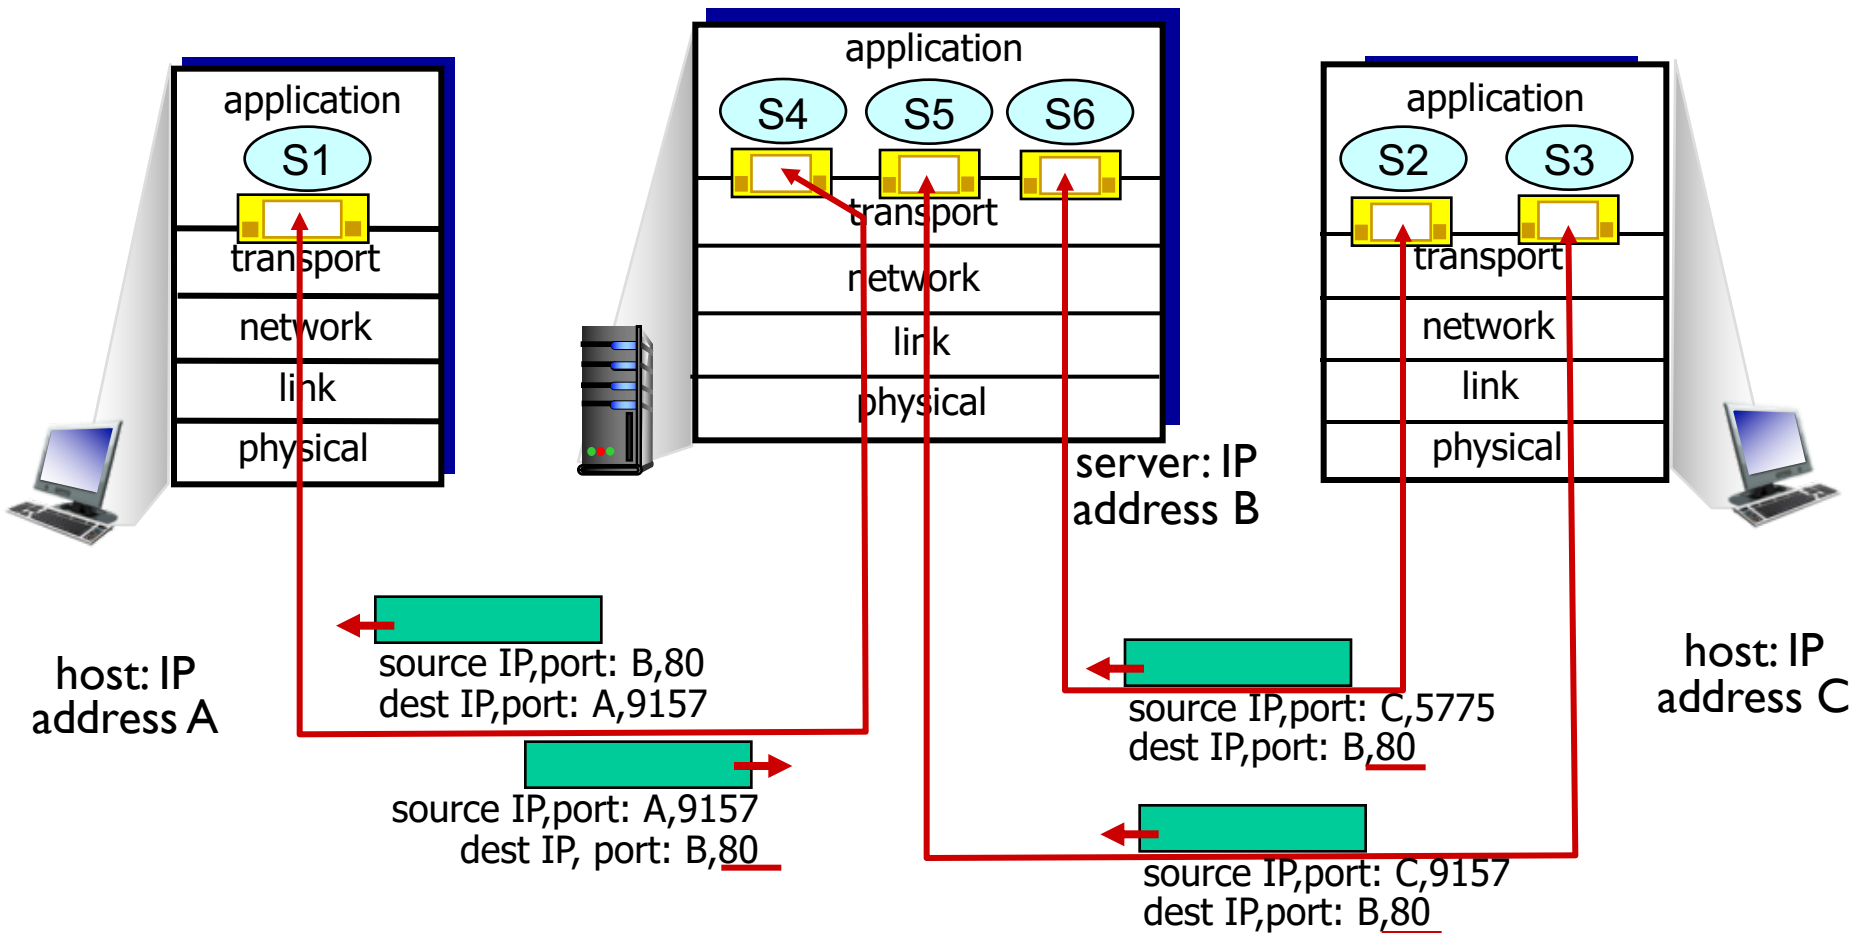 application
S1
transport
network
link
physical
host: IP
address A
application
S4 S5 S6
transport
network
link
physical
server: IP
address B
application
S2 S3
transport
network
link
physical
host: IP
address C
source IP,port: B,80
dest IP,port: A,9157
source IP,port: A,9157
dest IP, port: B,80
source IP,port: C,5775
dest IP,port: B,80
source IP,port: C,9157
dest IP,port: B,80